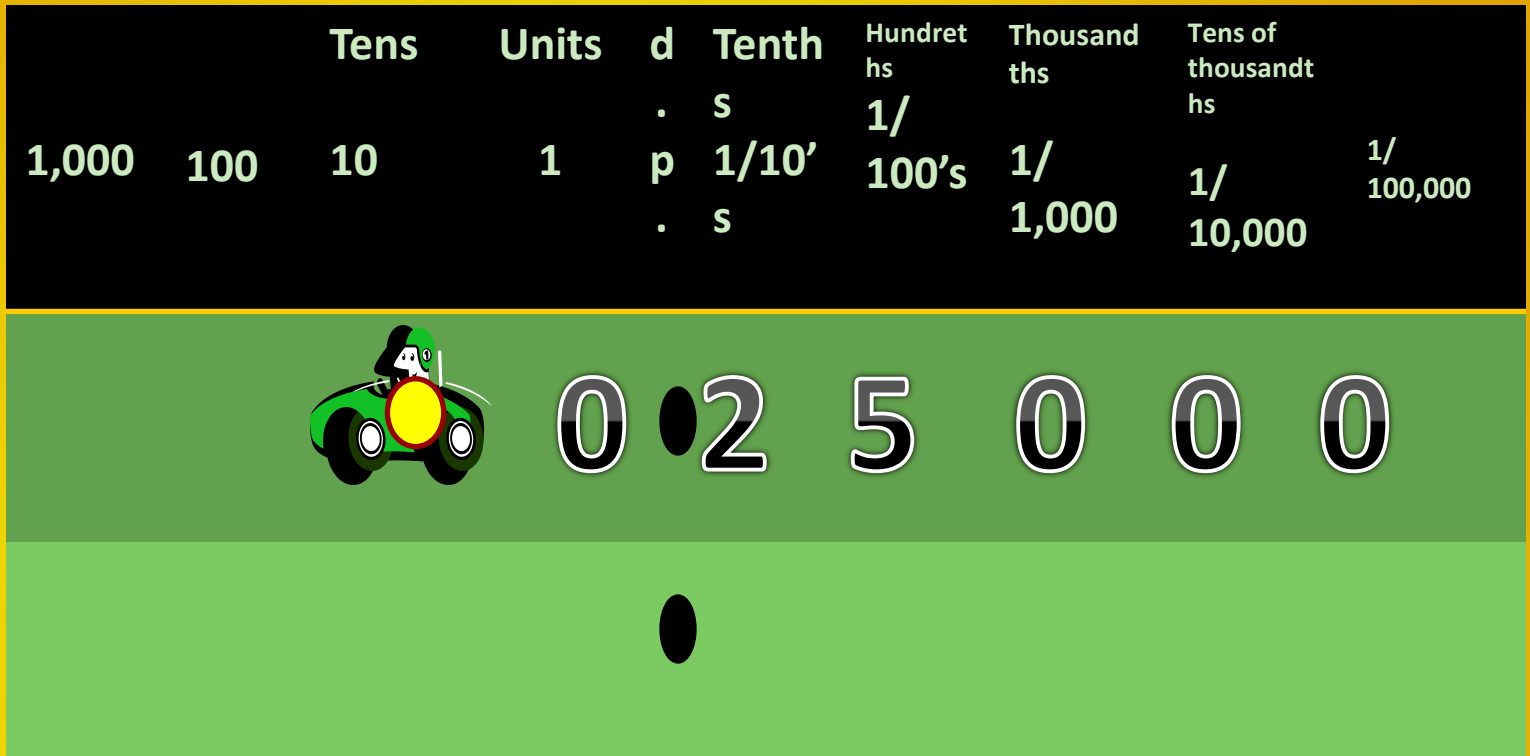 1,000
100
Tens
10
Units
1
d
.
p
.
Tenth
s
1/10’
s
Hundret
hs
1/
100’s
Thousand
ths
1/
1,000
Tens of
thousandt
hs
1/
10,000
1/
100,000
1
0 2 5 0 0 0